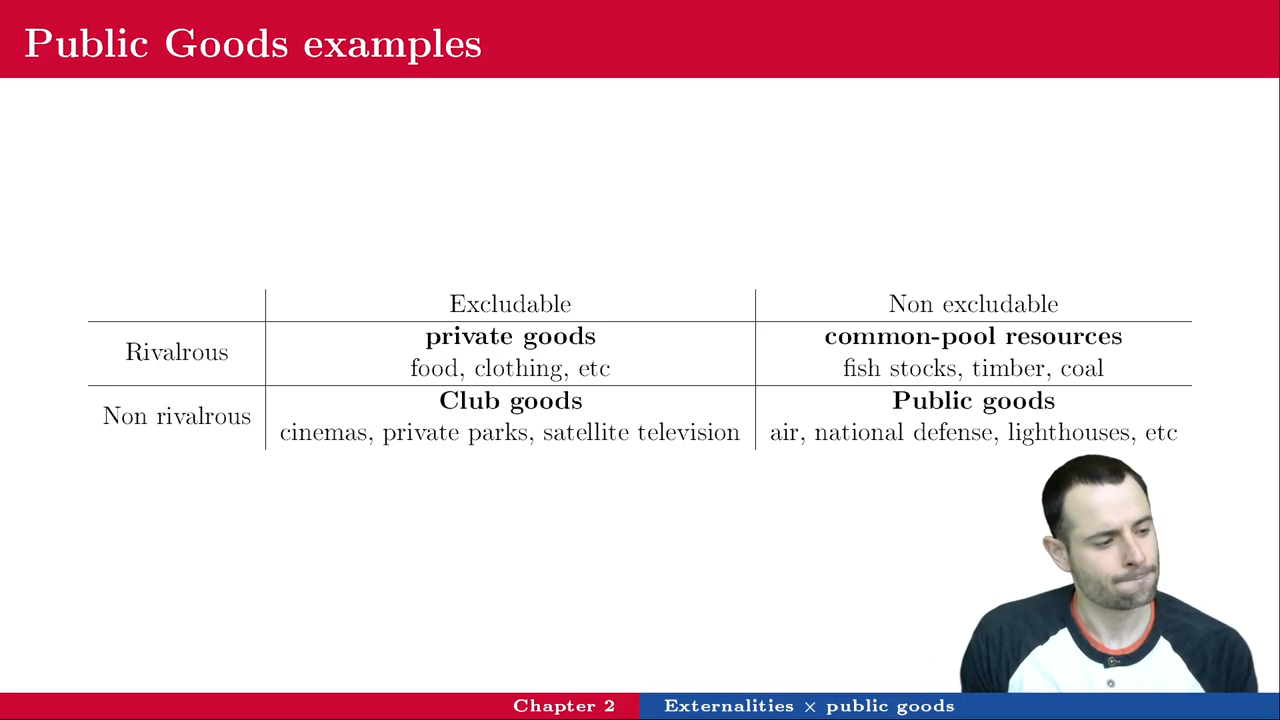 Public Goods examples
Excludable Non excludable
Rivalrous
private goods common-pool resources
food, clothing, etc fish stocks, timber, coal
Non rivalrous
Club goods Public goods
cinemas, private parks, satellite television air, national defense, lighthouses, etc
Chapter 2 Externalities × public goods